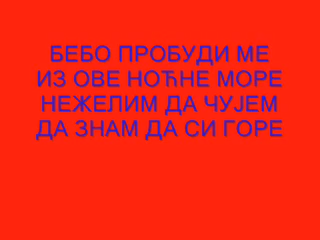 БЕБО ПРОБУДИ МЕ
ИЗ ОВЕ НОЋНЕ МОРЕ
НЕЖЕЛИМ ДА ЧУЈЕМ
ДА ЗНАМ ДА СИ ГОРЕ